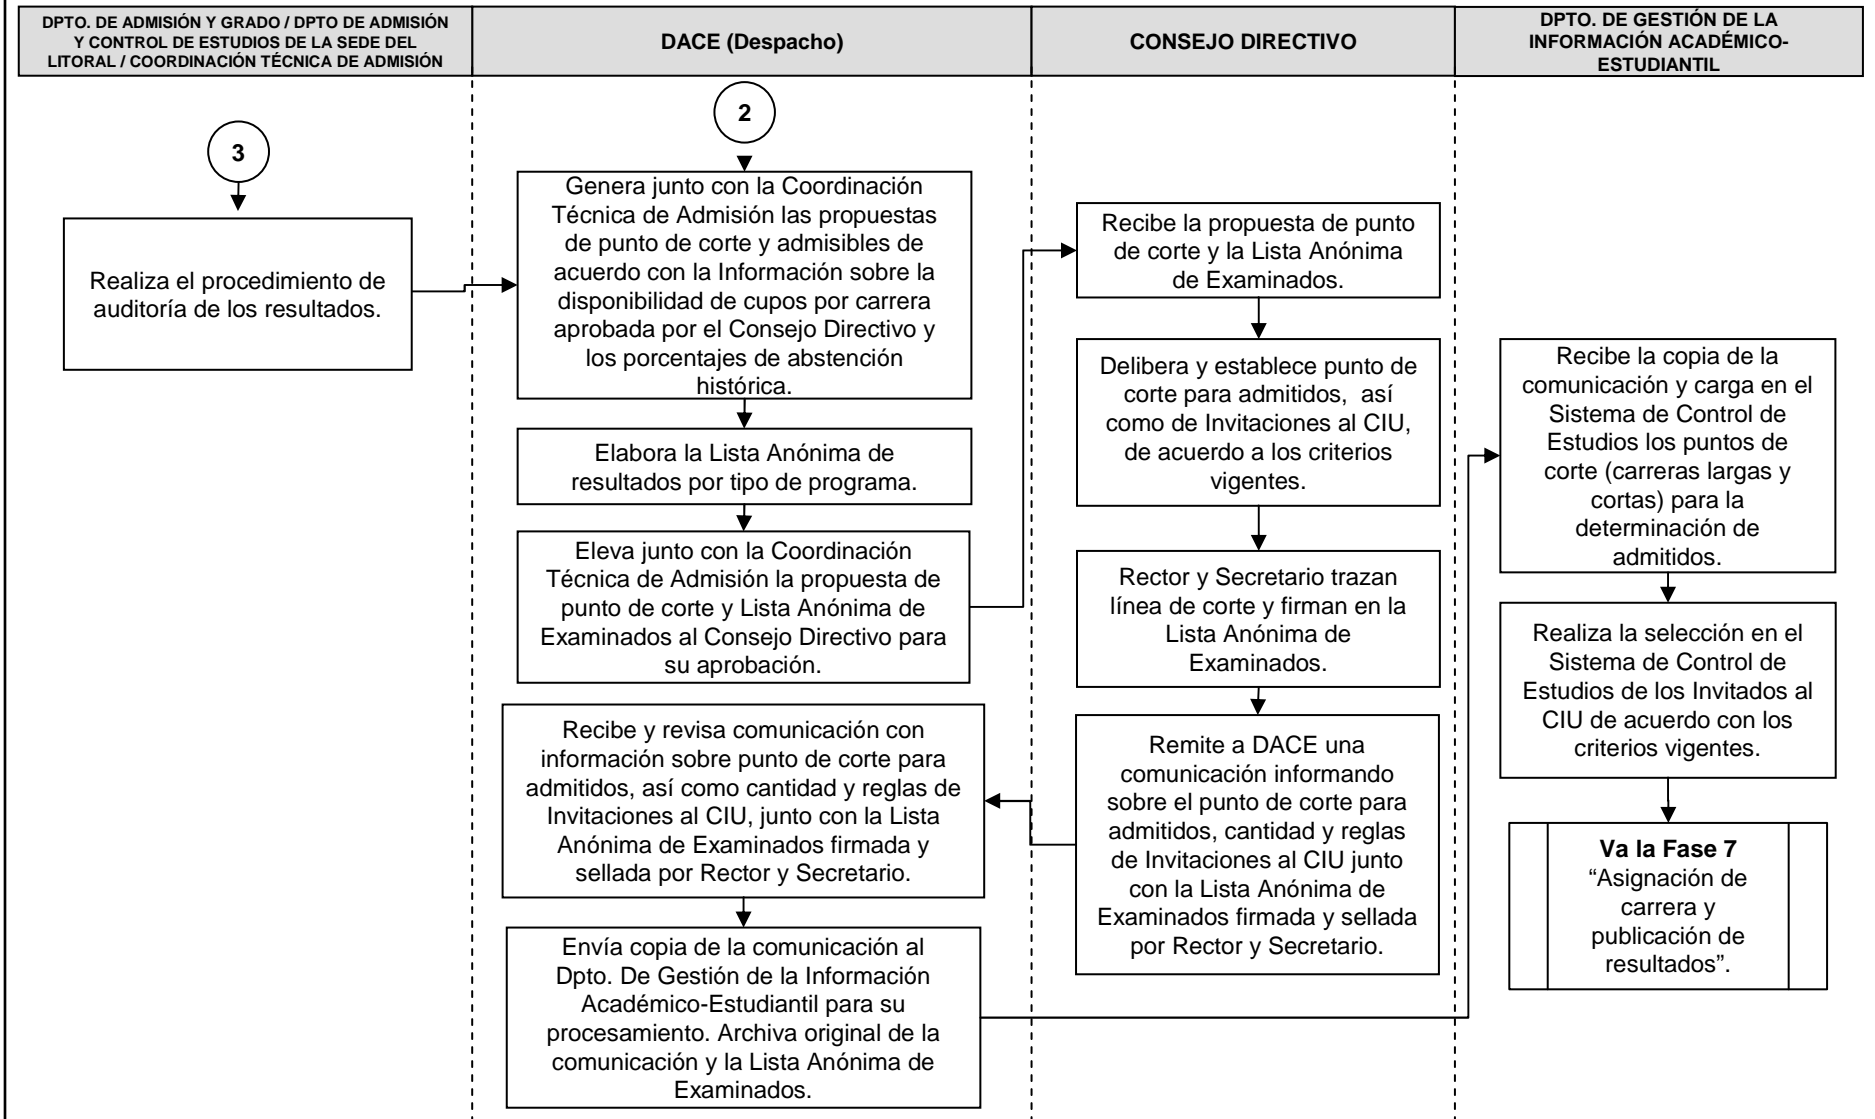 DPTO. DE ADMISIÓN Y GRADO / DPTO DE ADMISIÓN
Y CONTROL DE ESTUDIOS DE LA SEDE DEL
LITORAL / COORDINACIÓN TÉCNICA DE ADMISIÓN
DACE (Despacho)
CONSEJO DIRECTIVO
DPTO. DE GESTIÓN DE LA
INFORMACIÓN ACADÉMICO-
ESTUDIANTIL
3
Realiza el procedimiento de
auditoría de los resultados.
2
Genera junto con la Coordinación
Técnica de Admisión las propuestas
de punto de corte y admisibles de
acuerdo con la Información sobre la
disponibilidad de cupos por carrera
aprobada por el Consejo Directivo y
los porcentajes de abstención
histórica.
Elabora la Lista Anónima de
resultados por tipo de programa.
Eleva junto con la Coordinación
Técnica de Admisión la propuesta de
punto de corte y Lista Anónima de
Examinados al Consejo Directivo para
su aprobación.
Recibe la propuesta de punto
de corte y la Lista Anónima
de Examinados.
Delibera y establece punto de
corte para admitidos,  así
como de Invitaciones al CIU,
de acuerdo a los criterios
vigentes.
Rector y Secretario trazan
línea de corte y firman en la
Lista Anónima de
Examinados.
Remite a DACE una
comunicación informando
sobre el punto de corte para
admitidos, cantidad y reglas
de Invitaciones al CIU junto
con la Lista Anónima de
Examinados firmada y sellada
por Rector y Secretario.
Recibe y revisa comunicación con
información sobre punto de corte para
admitidos, así como cantidad y reglas de
Invitaciones al CIU, junto con la Lista
Anónima de Examinados firmada y
sellada por Rector y Secretario.
Envía copia de la comunicación al
Dpto. De Gestión de la Información
Académico-Estudiantil para su
procesamiento. Archiva original de la
comunicación y la Lista Anónima de
Examinados.
Recibe la copia de la
comunicación y carga en el
Sistema de Control de
Estudios los puntos de
corte (carreras largas y
cortas) para la
determinación de
admitidos.
Realiza la selección en el
Sistema de Control de
Estudios de los Invitados al
CIU de acuerdo con los
criterios vigentes.
Va la Fase 7
“Asignación de
carrera y
publicación de
resultados”.